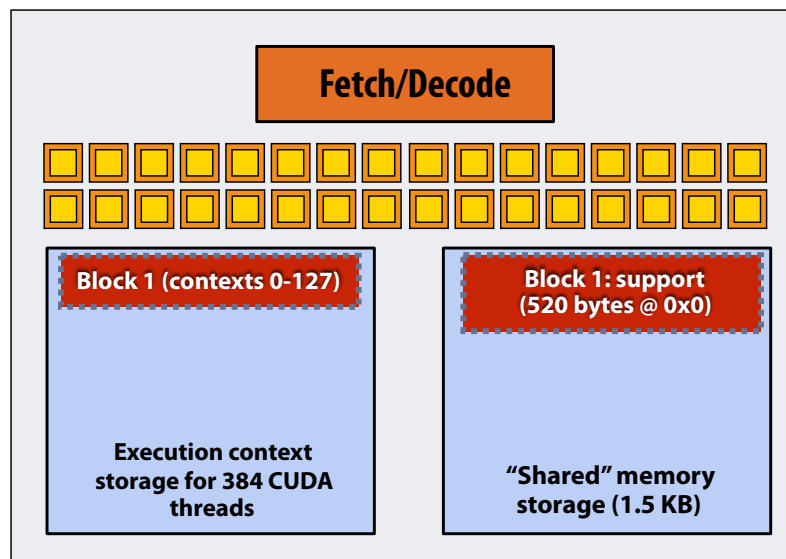 Fetch/Decode
Block 1 (contexts 0-127)
Block 1: support
(520 bytes @ 0x0)
Execution context
storage for 384 CUDA
threads
“Shared” memory
storage (1.5 KB)